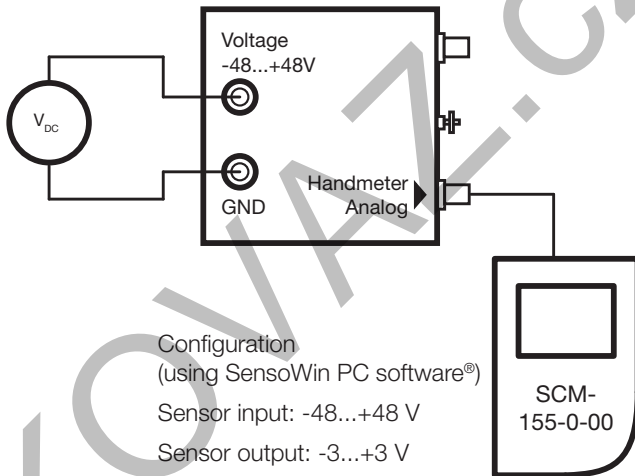 Voltage
-48...+48V
V_DC
GND
Handmeter
Analog
Configuration
(using SensoWin PC software®)
Sensor input: -48...+48 V
Sensor output: -3...+3 V
SCM-
155-0-00